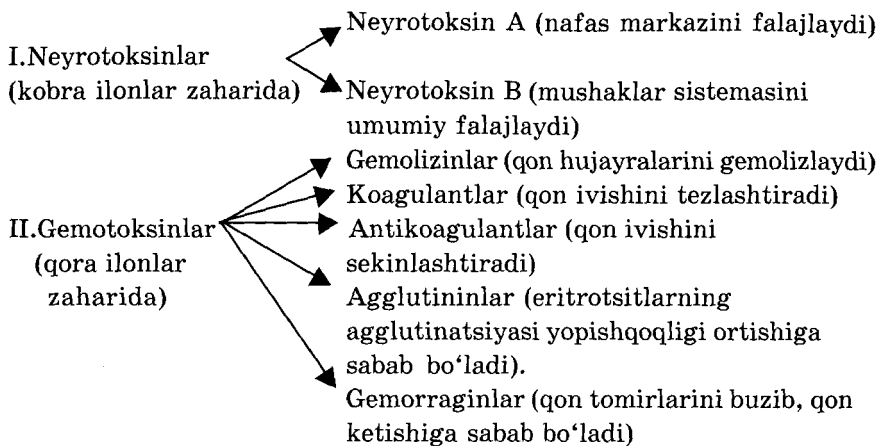 Neyrotoksin A (nafas markazini falajlaydi)
I.Neyrotoksinlar
(kobra ilonlar zaharida)
Neyrotoksin B (mushaklar sistemasini
umumiy falajlaydi)
Gemolizinlar (qon hujayralarini gemolizlaydi)
Koagulantlar (qon ivishini tezlashtiradi)
II.Gemotoksinlar
(qora ilonlar
zaharida)
Antikoagulantlar (qon ivishini
sekinlashtiradi)
Agglutininlar (eritrotsitlarning
agglutinatsiyasi yopishqoqligi ortishiga
sabab bo‘ladi).
Gemorraginlar (qon tomirlarini buzib, qon
ketishiga sabab bo‘ladi)